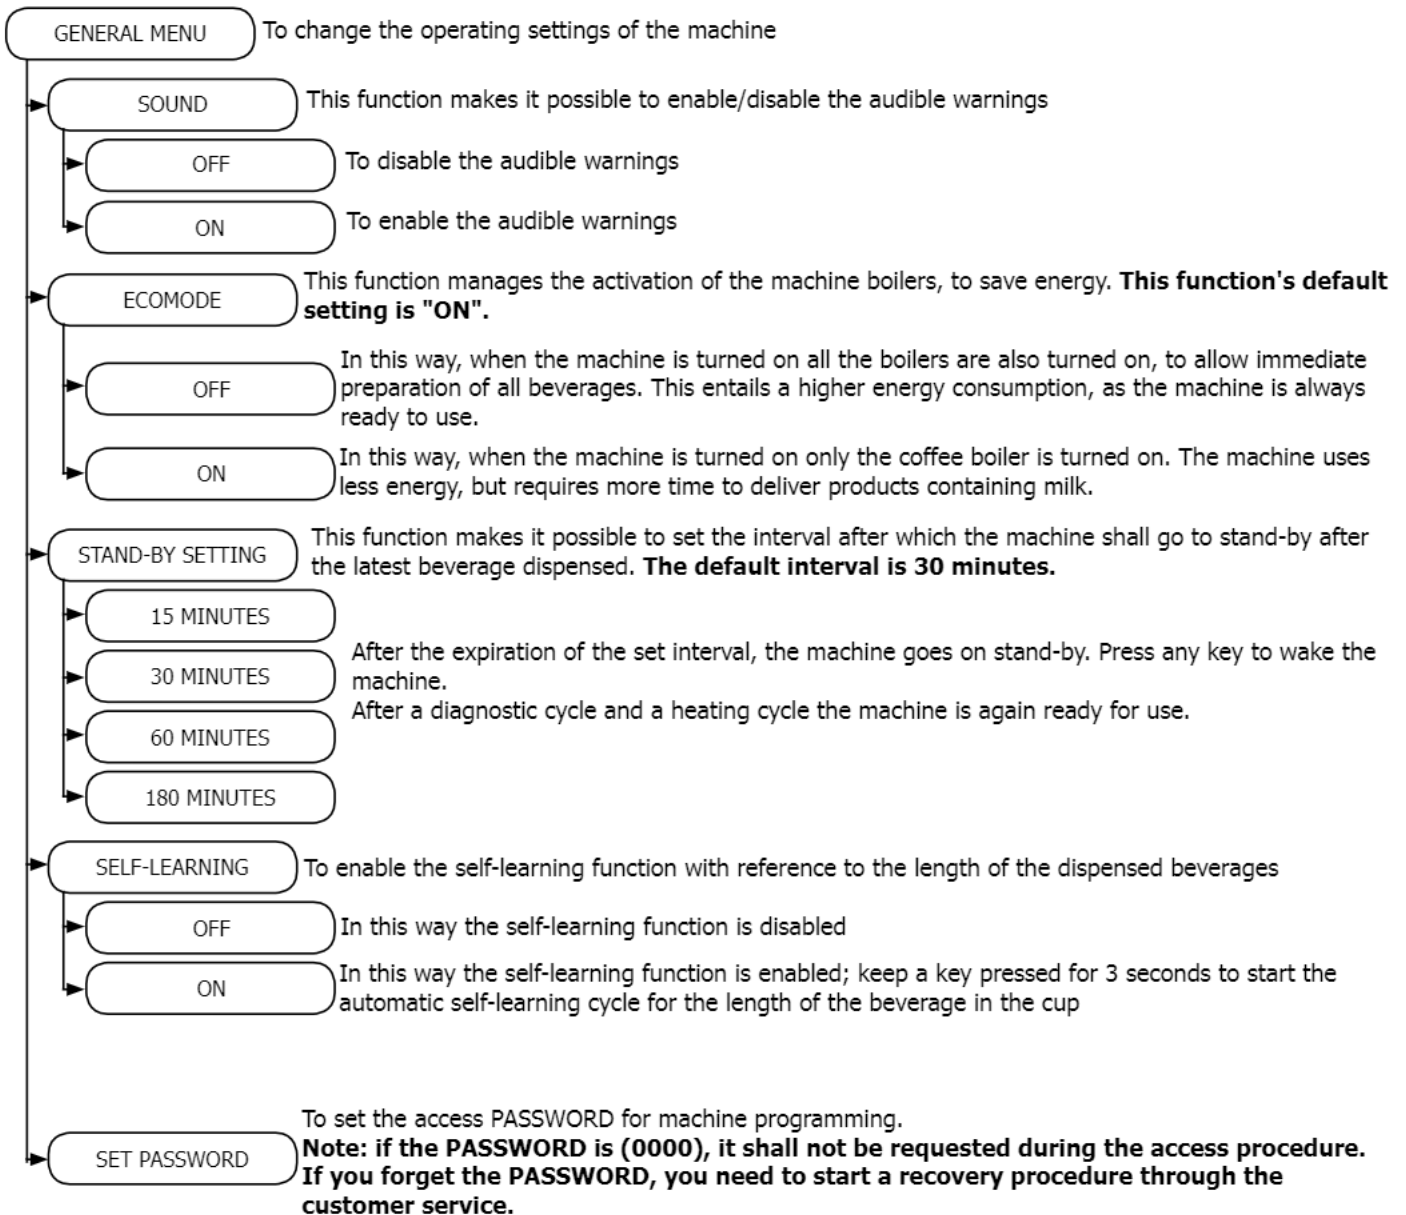 GENERAL MENU
To change the operating settings of the machine
SOUND
This function makes it possible to enable/disable the audible warnings
OFF
To disable the audible warnings
ON
To enable the audible warnings
ECOMODE
This function manages the activation of the machine boilers, to save energy. This function's default
setting is "ON".
OFF
In this way, when the machine is turned on all the boilers are also turned on, to allow immediate
preparation of all beverages. This entails a higher energy consumption, as the machine is always
ready to use.
ON
In this way, when the machine is turned on only the coffee boiler is turned on. The machine uses
less energy, but requires more time to deliver products containing milk.
STAND-BY SETTING
This function makes it possible to set the interval after which the machine shall go to stand-by after
the latest beverage dispensed. The default interval is 30 minutes.
15 MINUTES
30 MINUTES
60 MINUTES
180 MINUTES
After the expiration of the set interval, the machine goes on stand-by. Press any key to wake the
machine.
After a diagnostic cycle and a heating cycle the machine is again ready for use.
SELF-LEARNING
To enable the self-learning function with reference to the length of the dispensed beverages
OFF
In this way the self-learning function is disabled
ON
In this way the self-learning function is enabled; keep a key pressed for 3 seconds to start the
automatic self-learning cycle for the length of the beverage in the cup
SET PASSWORD
To set the access PASSWORD for machine programming.
Note: if the PASSWORD is (0000), it shall not be requested during the access procedure.
If you forget the PASSWORD, you need to start a recovery procedure through the
customer service.